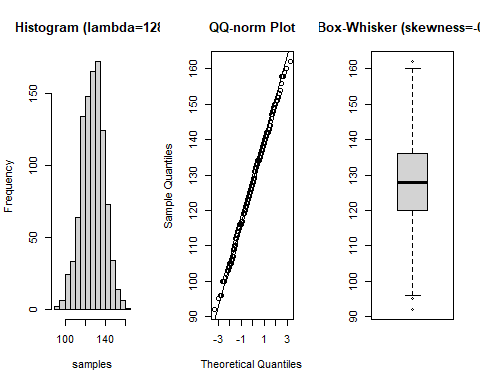 Histogram (lambda=128
Frequency
150
100
50
0
100 140
samples
QQ-norm Plot
Sample Quantiles
160
150
140
130
120
110
100
90
-3 -1 1 3
Theoretical Quantiles
Box-Whisker (skewness=-0
160
150
140
130
120
110
100
90